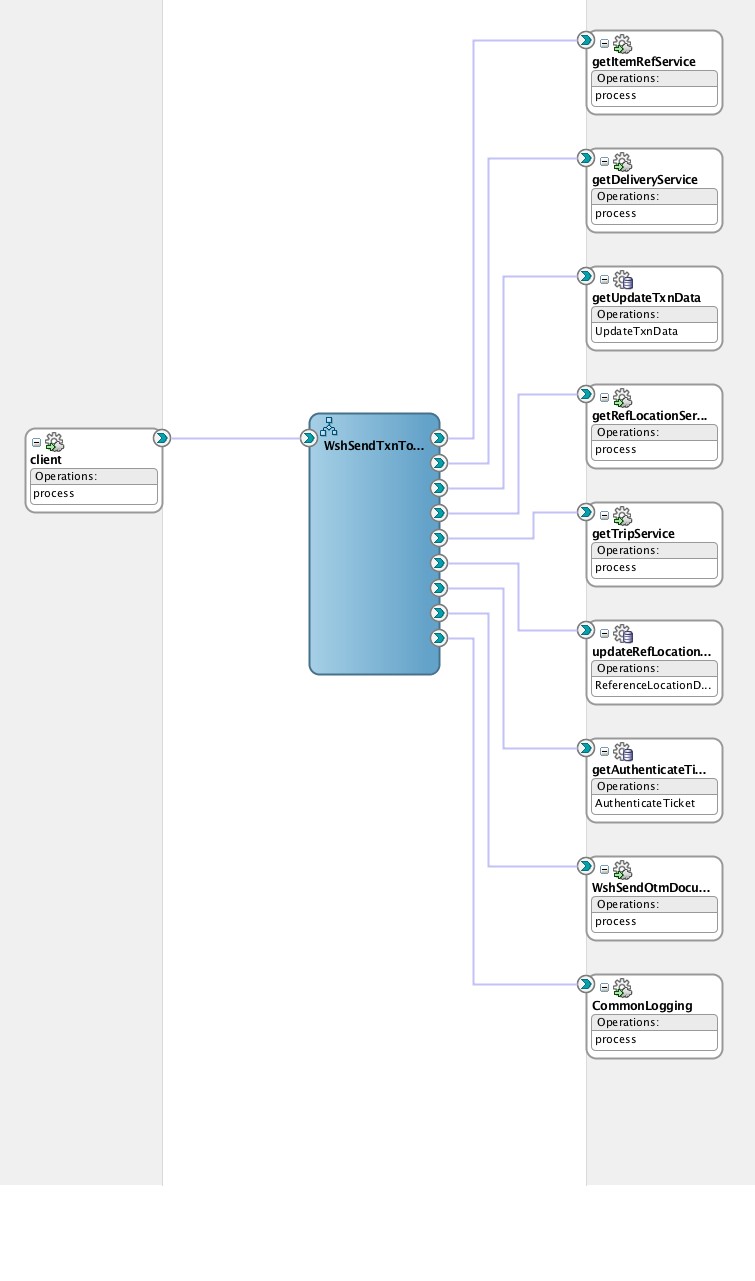 getItemRefService
Operations:
process
getDeliveryService
Operations:
process
getUpdateTxnData
Operations:
UpdateTxnData
getRefLocationSer...
Operations:
process
client
Operations:
process
WshSendTxnTo...
getTripService
Operations:
process
updateRefLocation...
Operations:
ReferenceLocationD...
getAuthenticateTi...
Operations:
AuthenticateTicket
WshSendOtmDocu...
Operations:
process
CommonLogging
Operations:
process